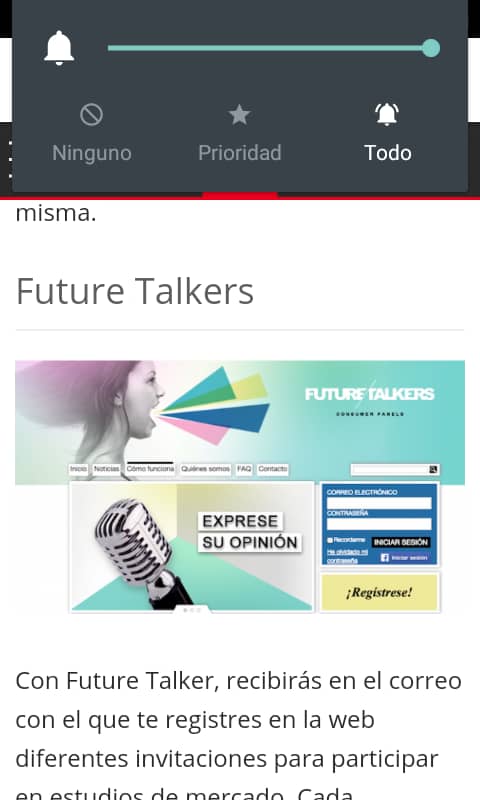 Ninguno
Prioridad
Todo
misma.
Future Talkers
FUTURE TALKERS
CONSUMER PANELS
Inicio Noticias Cómo funciona Quiénes somos FAQ Contacto
EXPRESE
SU OPINIÓN
CORREO ELECTRÓNICO
CONTRASEÑA
Recordarme
INICIAR SESIÓN
Ha olvidado mi
contraseña
Iniciar sesión
¡Regístrese!
Con Future Talker, recibirás en el correo
con el que te registres en la web
diferentes invitaciones para participar
en estudios de mercado. Cada